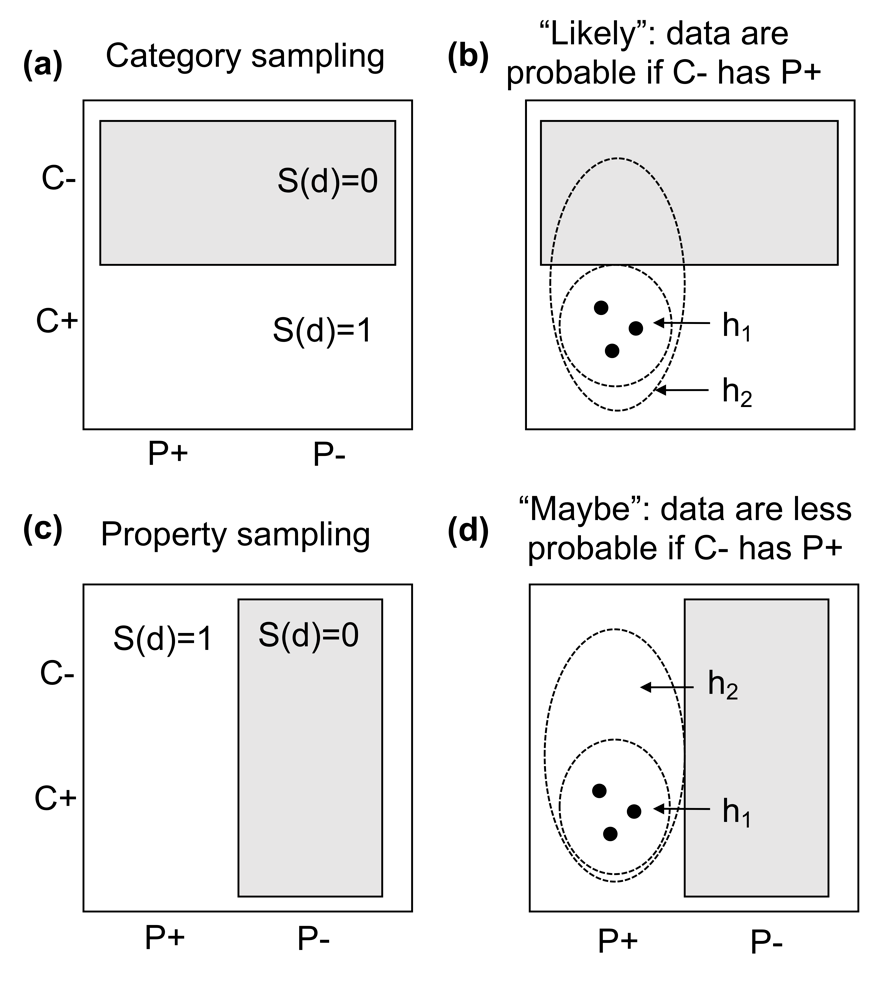 (a) Category sampling
C-
S(d)=0
C+
S(d)=1
P+ P-
(b) “Likely”: data are
probable if C- has P+
h1
h2
(c) Property sampling
S(d)=1 S(d)=0
C-
C+
P+ P-
(d) “Maybe”: data are less
probable if C- has P+
h2
h1
P+ P-